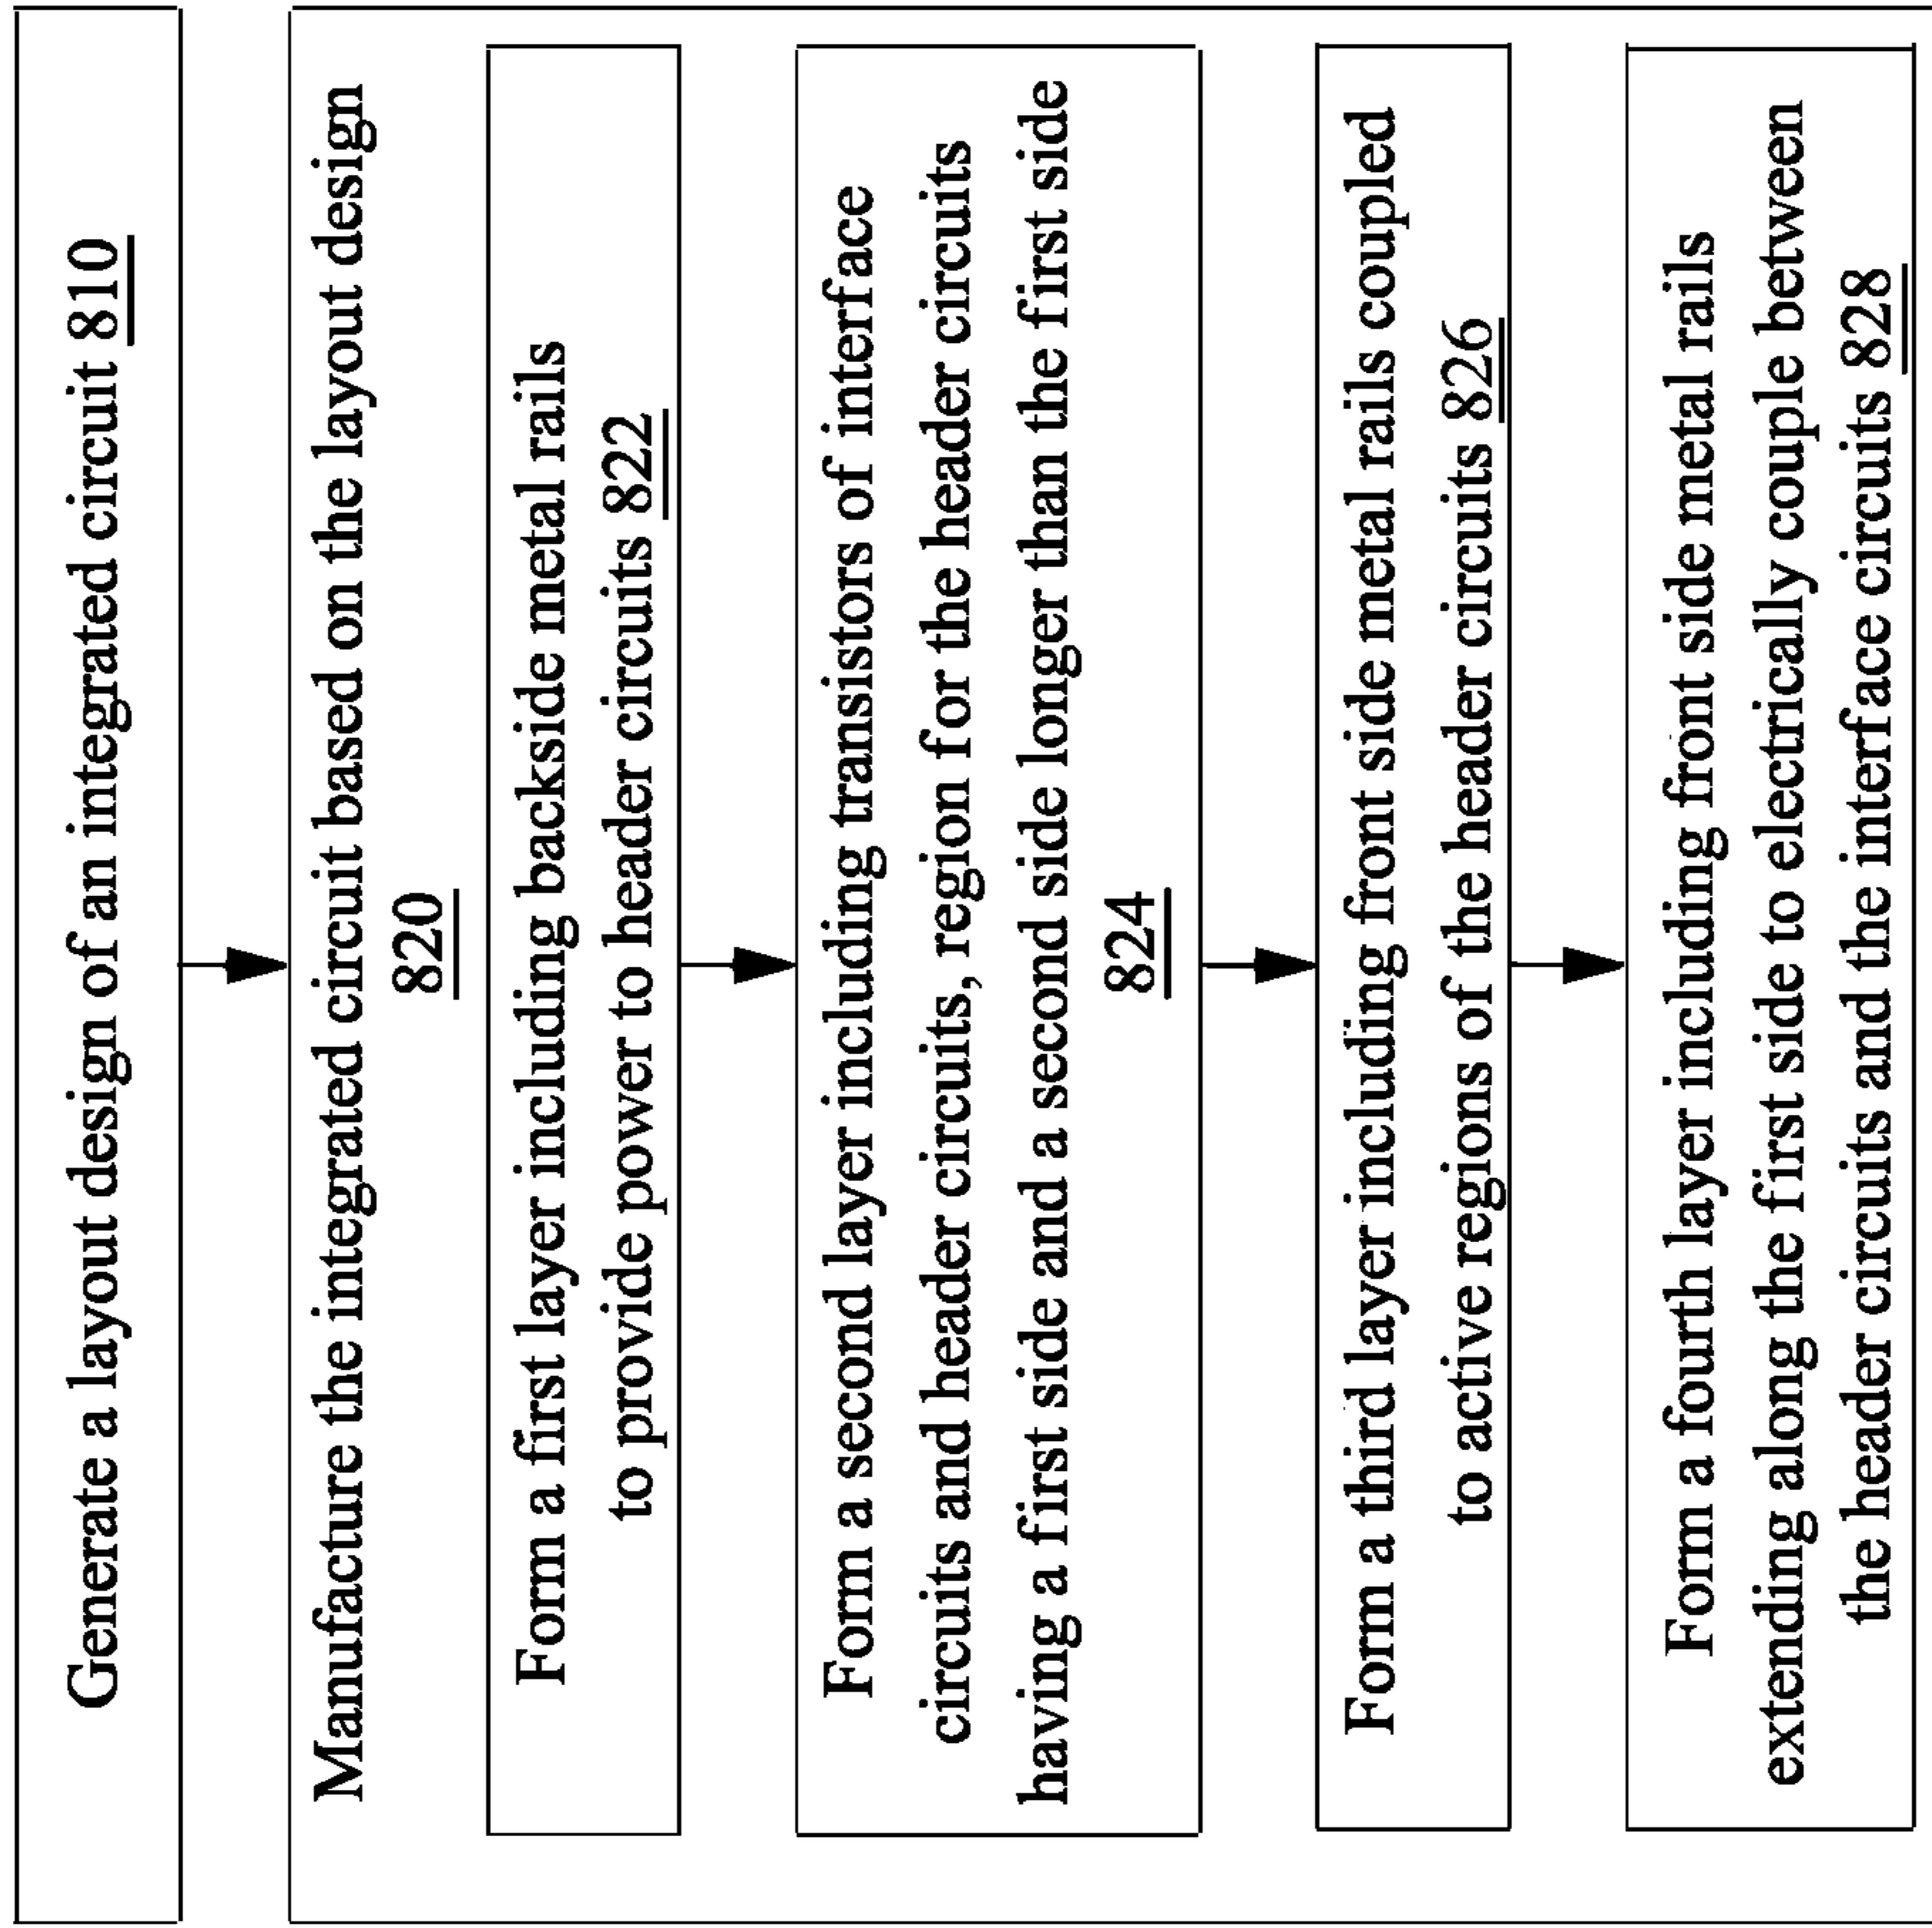 Generate a layout design of an integrated circuit 810
Manufacture the integrated circuit based on the layout design
820
Form a first layer including backside metal rails
to provide power to header circuits 822
Form a second layer including transistors of interface
circuits and header circuits, region for the header circuits
having a first side and a second side longer than the first side
824
Form a third layer including front side metal rails coupled
to active regions of the header circuits 826
Form a fourth layer including front side metal rails
extending along the first side to electrically couple between
the header circuits and the interface circuits 828